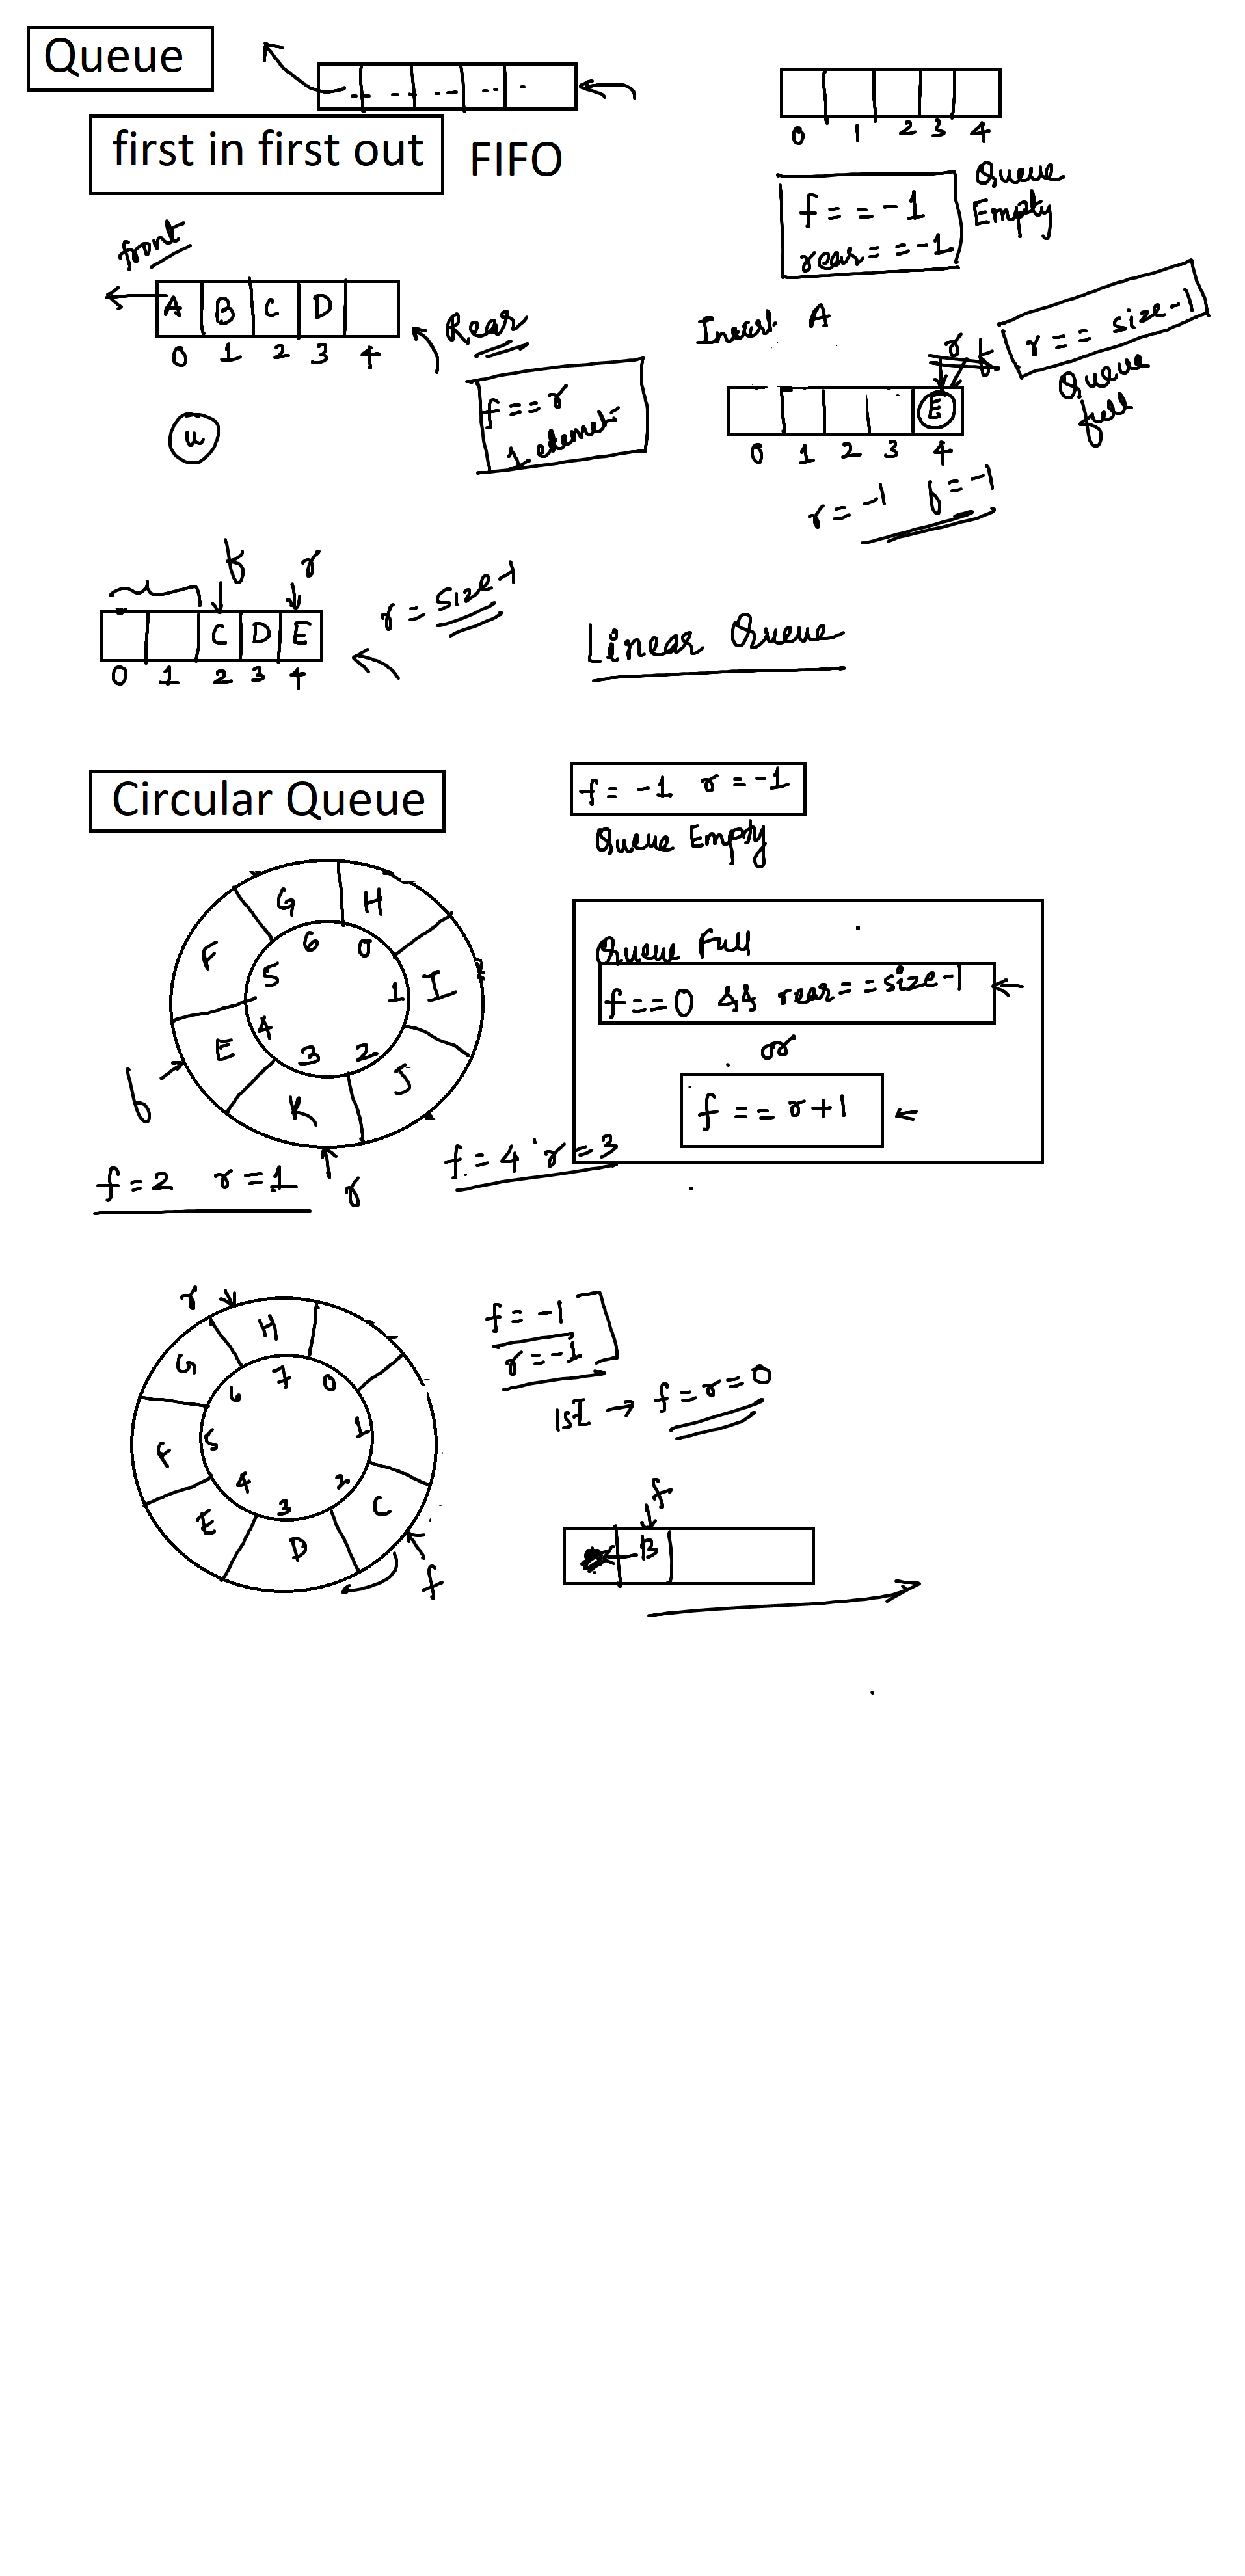 Queue
first in first out FIFO
0 1 2 3 4
f = = -1
rear = = -1
Queue
Empty
front
A B C D
0 1 2 3 4
Rear
f == r
1 element
Insert A
r f
r == size-1
Queue
full
E
0 1 2 3 4
r = -1 f = -1
f r
C D E
0 1 2 3 4
r = size-1
Linear Queue
Circular Queue
f = -1 r = -1
Queue Empty
G H
F I
E J
K
6 0
5 1
4 2
3
f
r
Queue Full
f == 0 && rear == size-1
or
f == r+1
f = 4 r = 3
f = 2 r = 1
r
H
G
F
E D C
7 0
6 1
5 2
4 3
f
f = -1
r = -1
1st I → f = r = 0
f
B